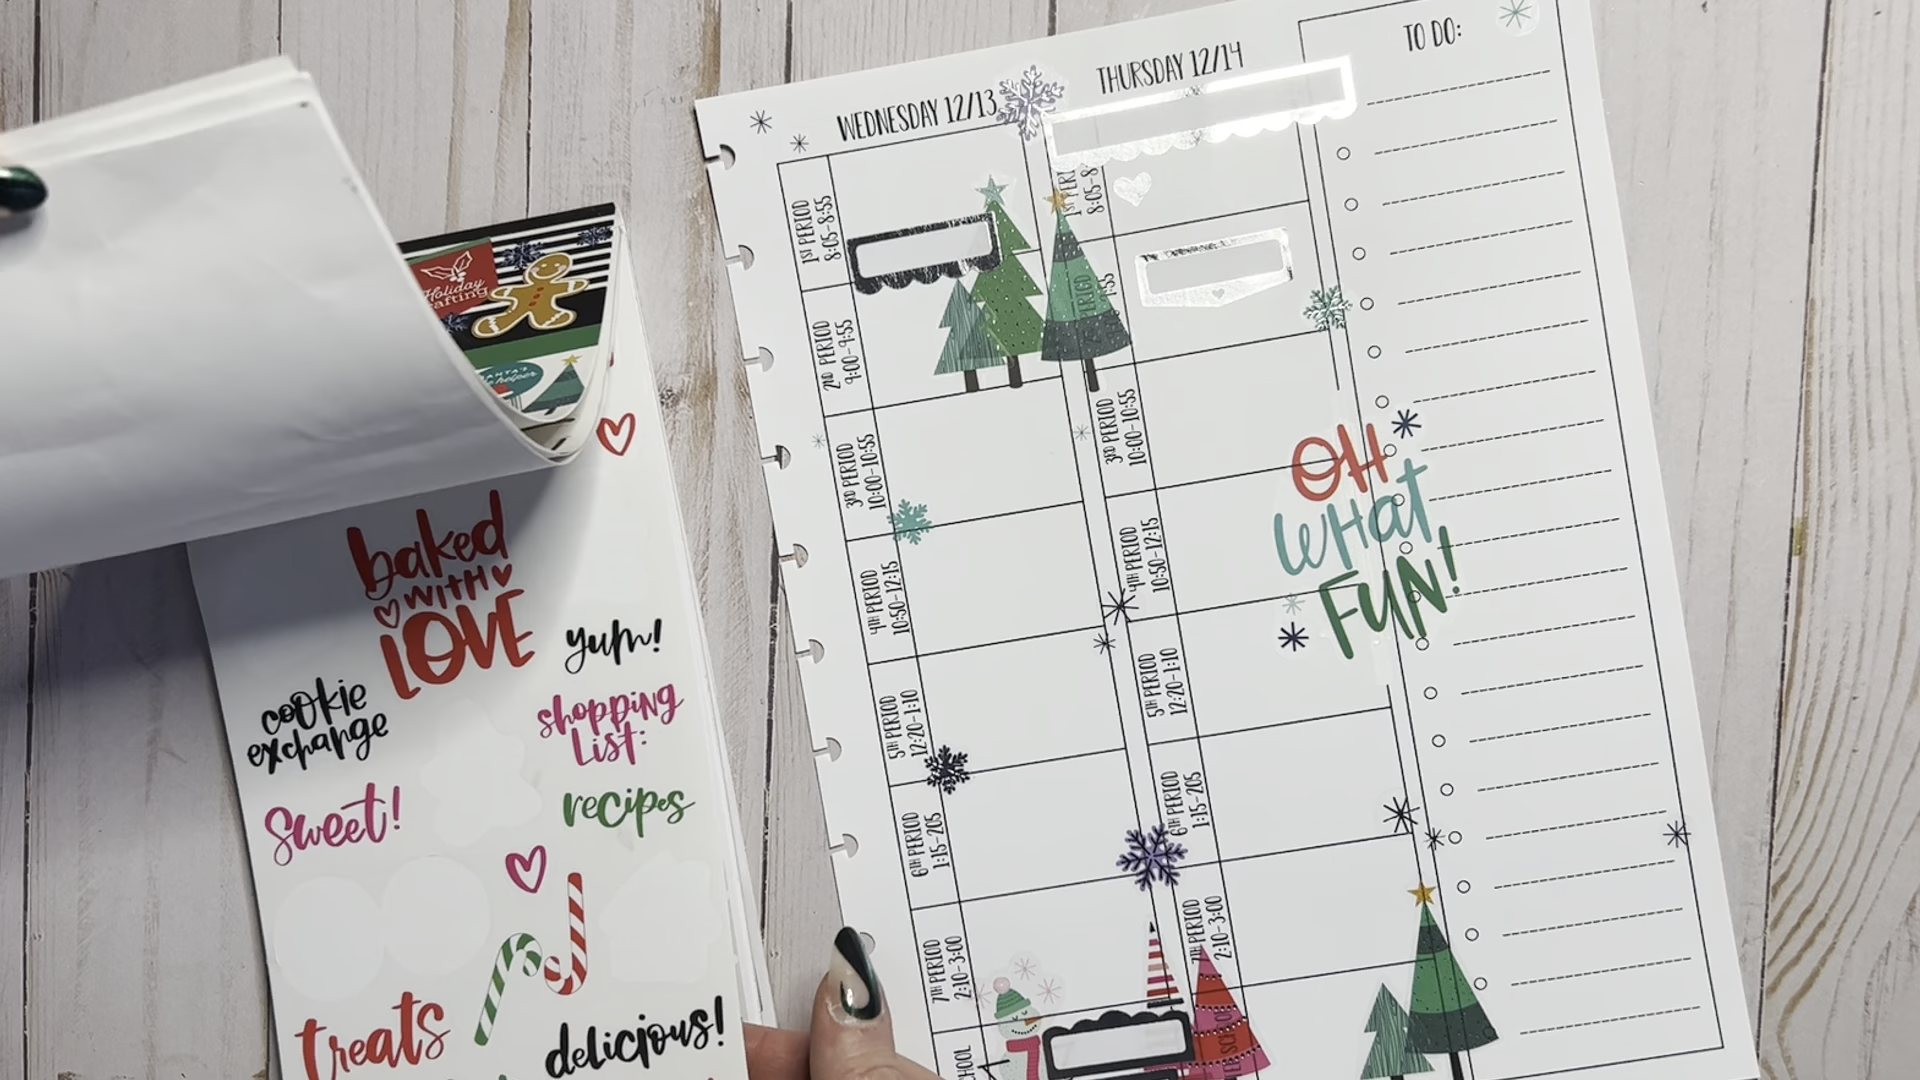 Holiday
baked
WITH
LOVE
yum!
cookie
exchange
shopping
List:
Sweet!
recipes
treats
delicious!
WEDNESDAY 12/13
THURSDAY 12/14
TO DO:
1ST PERIOD
8:05-8:55
2ND PERIOD
9:00-9:55
3RD PERIOD
10:00-10:55
4TH PERIOD
10:50-12:15
5TH PERIOD
12:20-1:10
6TH PERIOD
1:15-205
7TH PERIOD
2:10-3:00
3RD PERIOD
10:00-10:55
4TH PERIOD
10:50-12:15
5TH PERIOD
12:20-1:10
6TH PERIOD
1:15-205
7TH PERIOD
2:10-3:00
OH
WHaT
FUN!